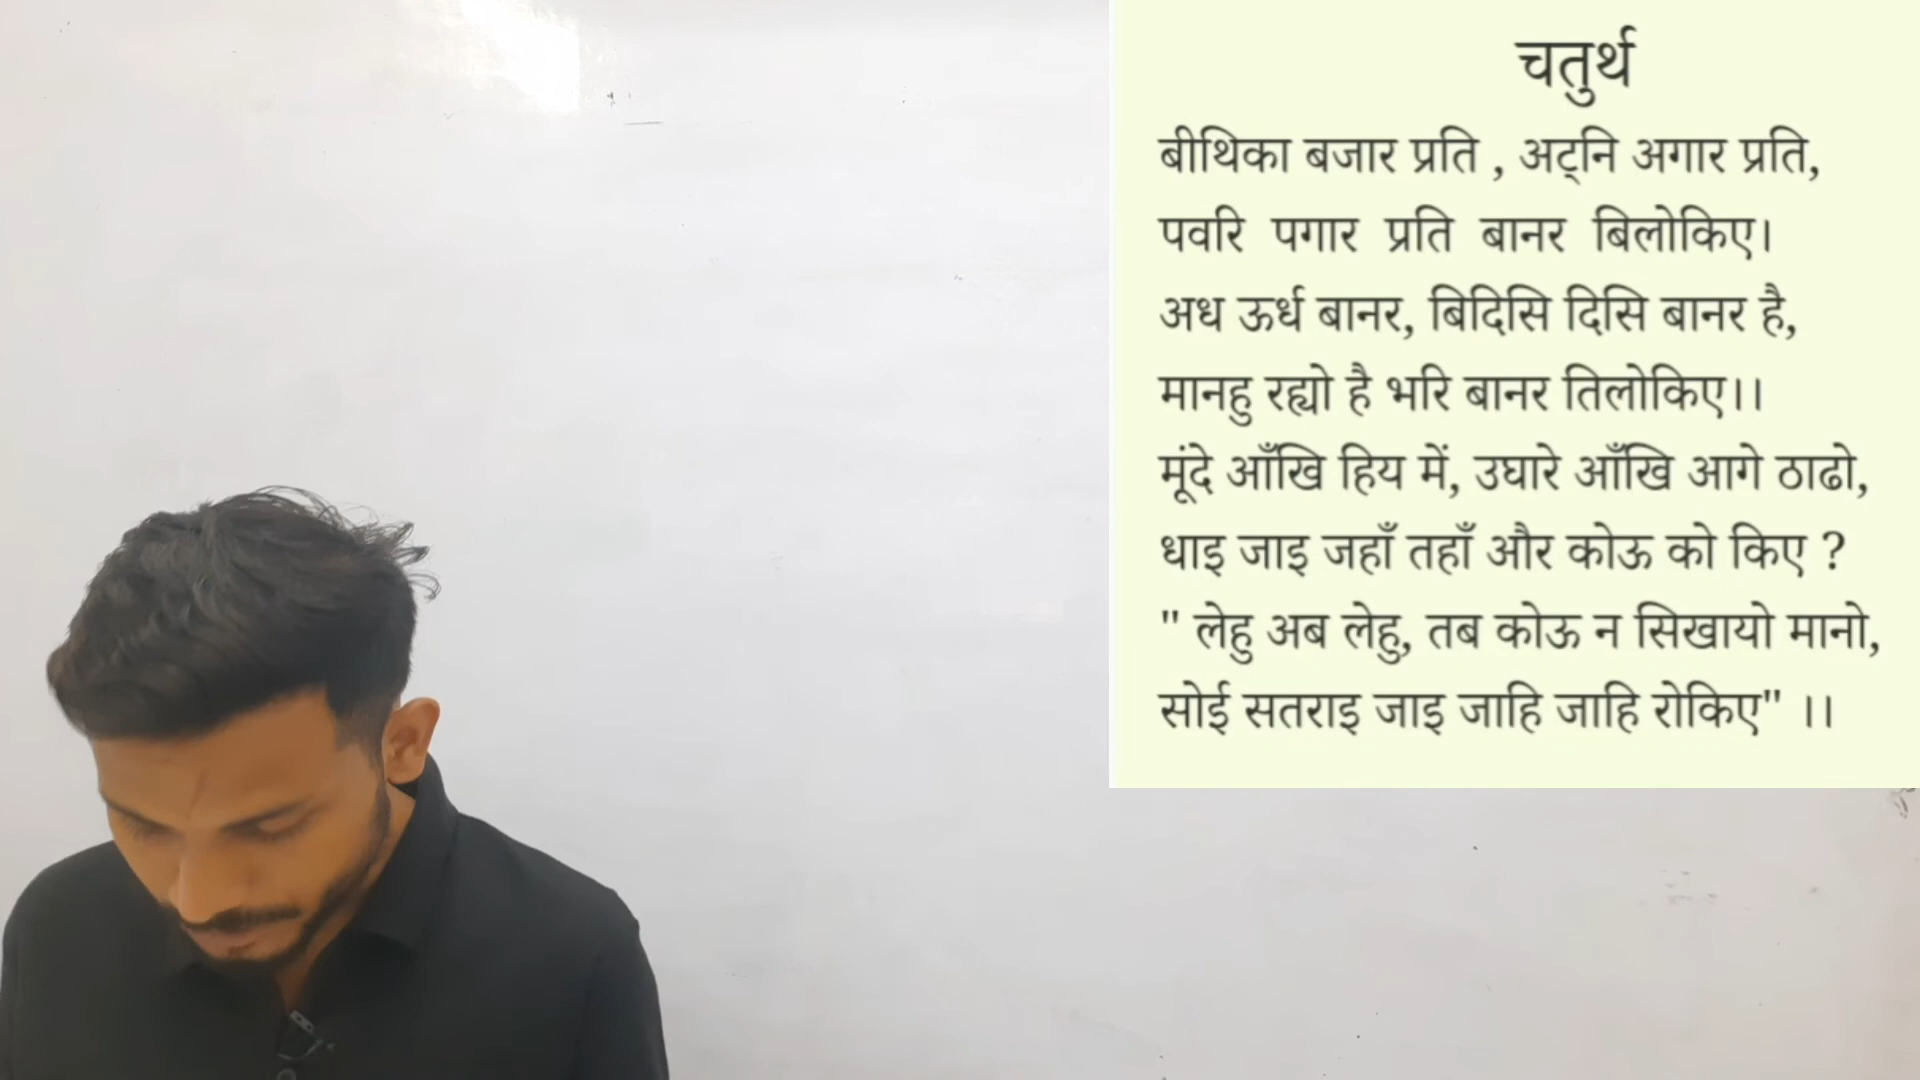 चतुर्थ
बीथिका बजार प्रति , अट्नि अगार प्रति,
पवरि पगार प्रति बानर बिलोकिए।
अध ऊर्ध बानर, बिदिसि दिसि बानर है,
मानहु रह्यो है भरि बानर तिलोकिए।।
मूंदे आँखि हिय में, उघारे आँखि आगे ठाढो,
धाइ जाइ जहाँ तहाँ और कोऊ को किए ?
" लेहु अब लेहु, तब कोऊ न सिखायो मानो,
सोई सतराइ जाइ जाहि जाहि रोकिए" ।।